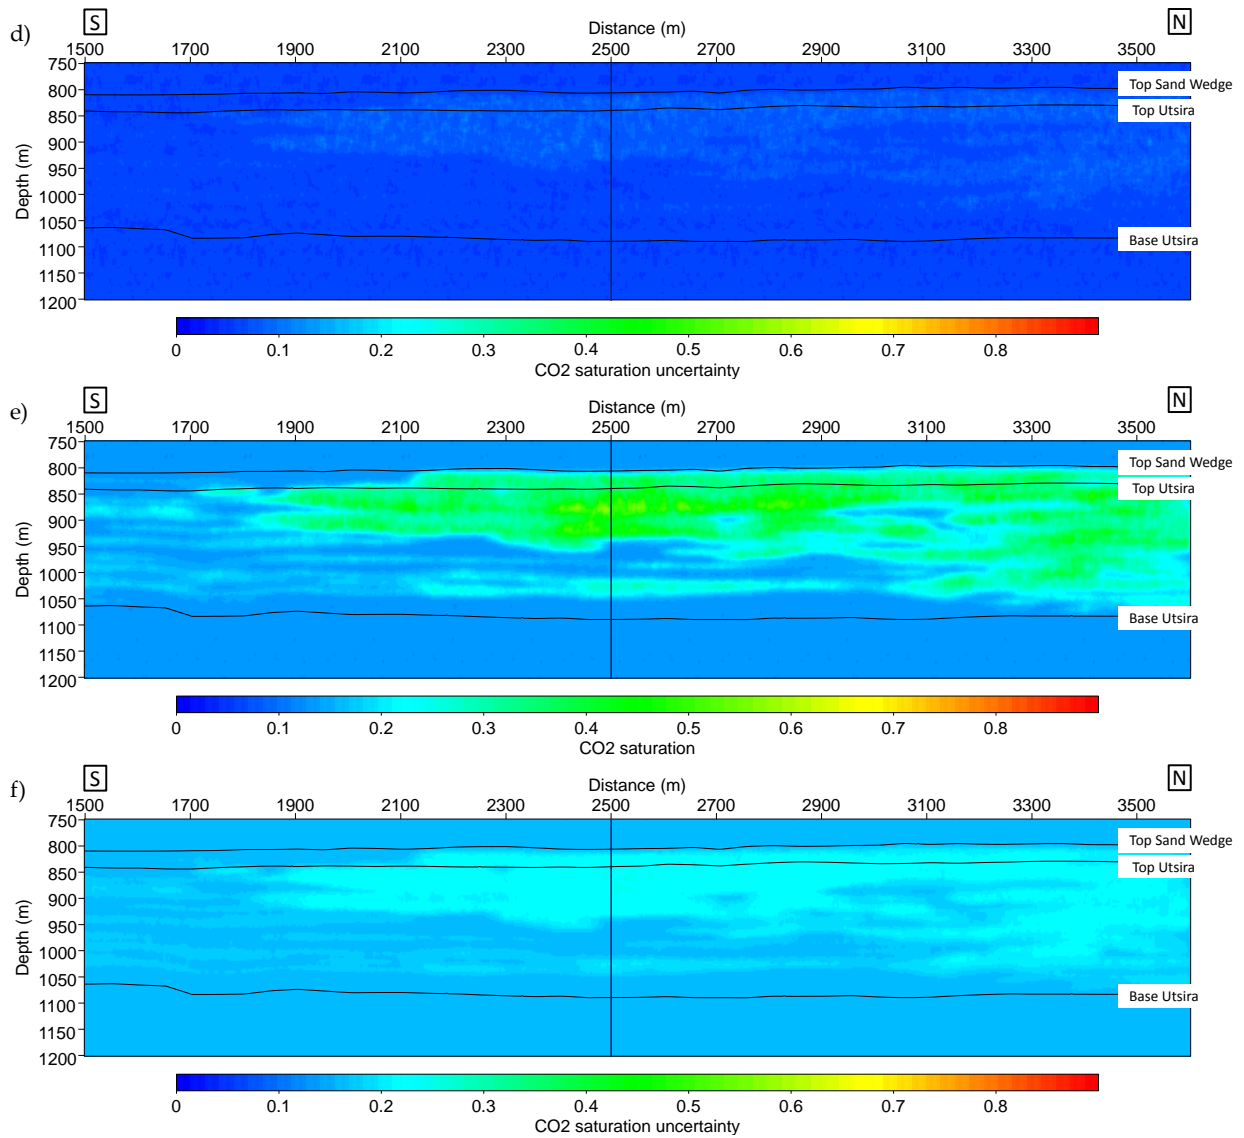 d)
S
Distance (m)
N
1500 1700 1900 2100 2300 2500 2700 2900 3100 3300 3500
Depth (m)
750
800
850
900
950
1000
1050
1100
1150
1200
Top Sand Wedge
Top Utsira
Base Utsira
0 0.1 0.2 0.3 0.4 0.5 0.6 0.7 0.8
CO2 saturation uncertainty
e)
S
Distance (m)
N
1500 1700 1900 2100 2300 2500 2700 2900 3100 3300 3500
Depth (m)
750
800
850
900
950
1000
1050
1100
1150
1200
Top Sand Wedge
Top Utsira
Base Utsira
0 0.1 0.2 0.3 0.4 0.5 0.6 0.7 0.8
CO2 saturation
f)
S
Distance (m)
N
1500 1700 1900 2100 2300 2500 2700 2900 3100 3300 3500
Depth (m)
750
800
850
900
950
1000
1050
1100
1150
1200
Top Sand Wedge
Top Utsira
Base Utsira
0 0.1 0.2 0.3 0.4 0.5 0.6 0.7 0.8
CO2 saturation uncertainty